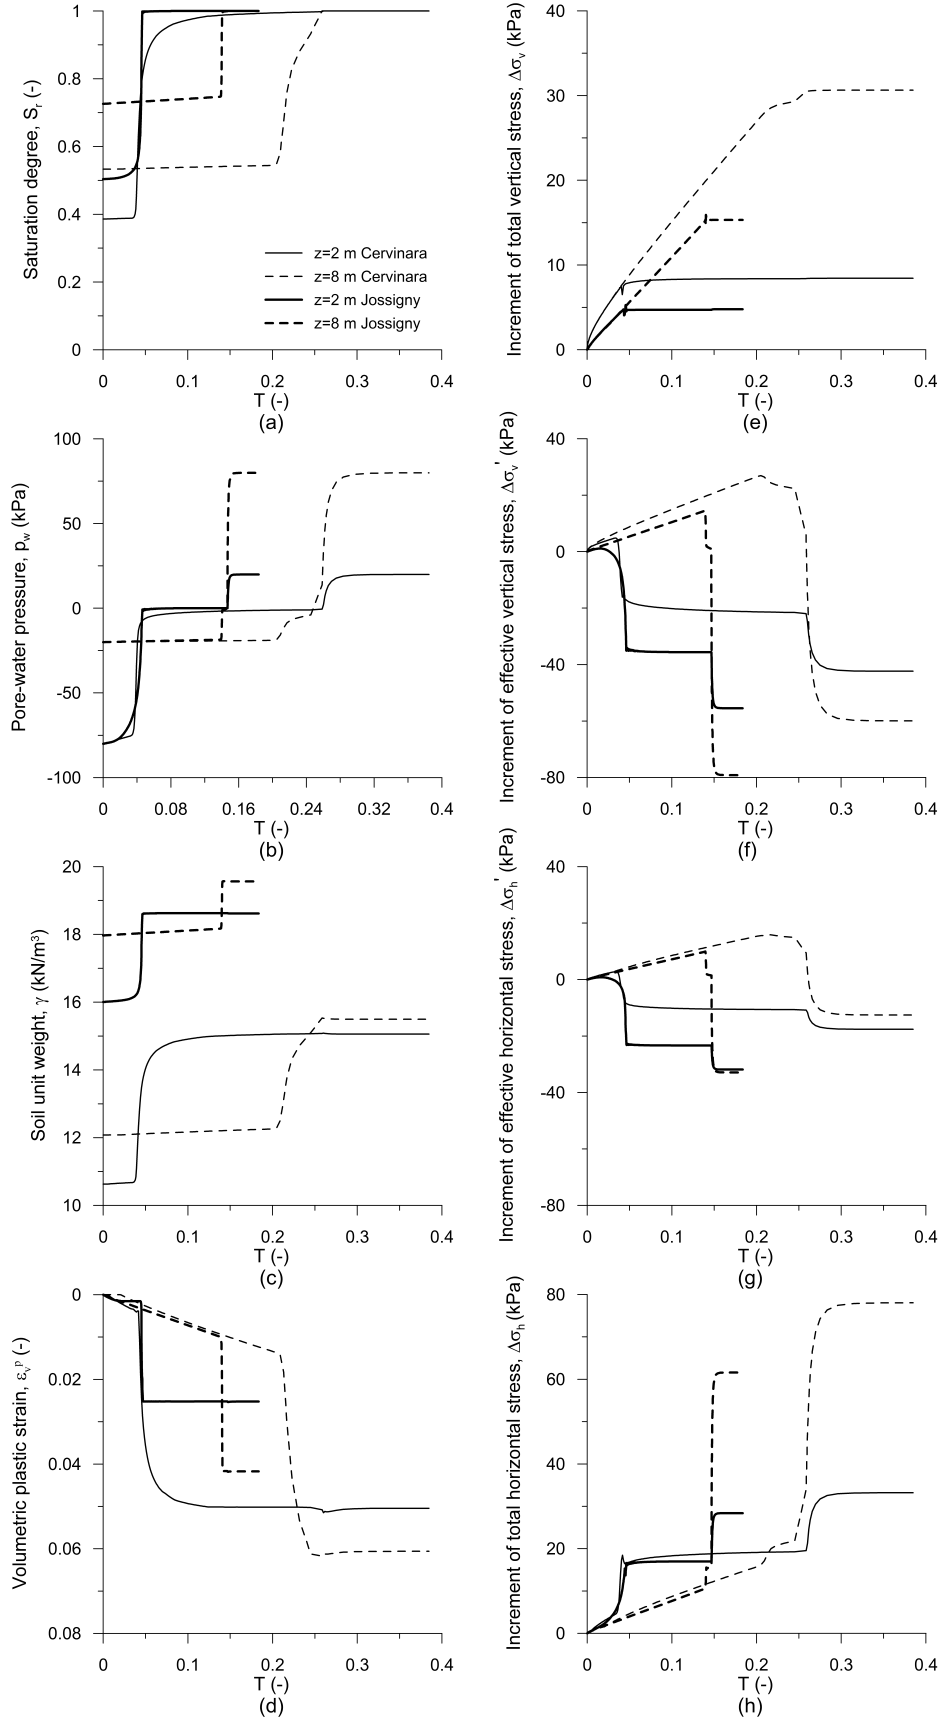 Saturation degree, Sr (-)
1
0.8
0.6
0.4
0.2
0
z=2 m Cervinara
z=8 m Cervinara
z=2 m Jossigny
z=8 m Jossigny
0 0.1 0.2 0.3 0.4
T (-)
(a)
Increment of total vertical stress, Δσv (kPa)
40
30
20
10
0
0 0.1 0.2 0.3 0.4
T (-)
(e)
Pore-water pressure, pw (kPa)
100
50
0
-50
-100
0 0.08 0.16 0.24 0.32 0.4
T (-)
(b)
Increment of effective vertical stress, Δσv' (kPa)
40
0
-40
-80
0 0.1 0.2 0.3 0.4
T (-)
(f)
Soil unit weight, γ (kN/m³)
20
18
16
14
12
10
0 0.1 0.2 0.3 0.4
T (-)
(c)
Increment of effective horizontal stress, Δσh' (kPa)
40
0
-40
-80
0 0.1 0.2 0.3 0.4
T (-)
(g)
Volumetric plastic strain, εvp (-)
0
0.02
0.04
0.06
0.08
0 0.1 0.2 0.3 0.4
T (-)
(d)
Increment of total horizontal stress, Δσh (kPa)
80
60
40
20
0
0 0.1 0.2 0.3 0.4
T (-)
(h)